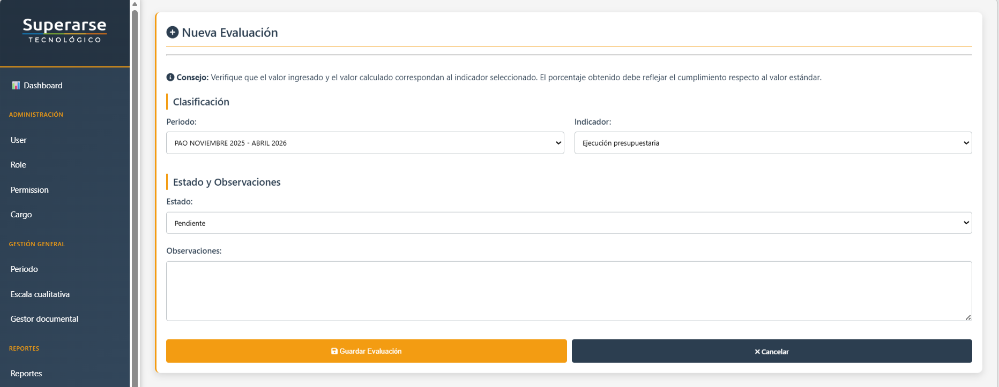 Superarse
TECNOLÓGICO
Dashboard
ADMINISTRACIÓN
User
Role
Permission
Cargo
GESTIÓN GENERAL
Periodo
Escala cualitativa
Gestor documental
REPORTES
Reportes
Nueva Evaluación
Consejo: Verifique que el valor ingresado y el valor calculado correspondan al indicador seleccionado. El porcentaje obtenido debe reflejar el cumplimiento respecto al valor estándar.
Clasificación
Periodo:
PAO NOVIEMBRE 2025 - ABRIL 2026
Indicador:
Ejecución presupuestaria
Estado y Observaciones
Estado:
Pendiente
Observaciones:
Guardar Evaluación
Cancelar